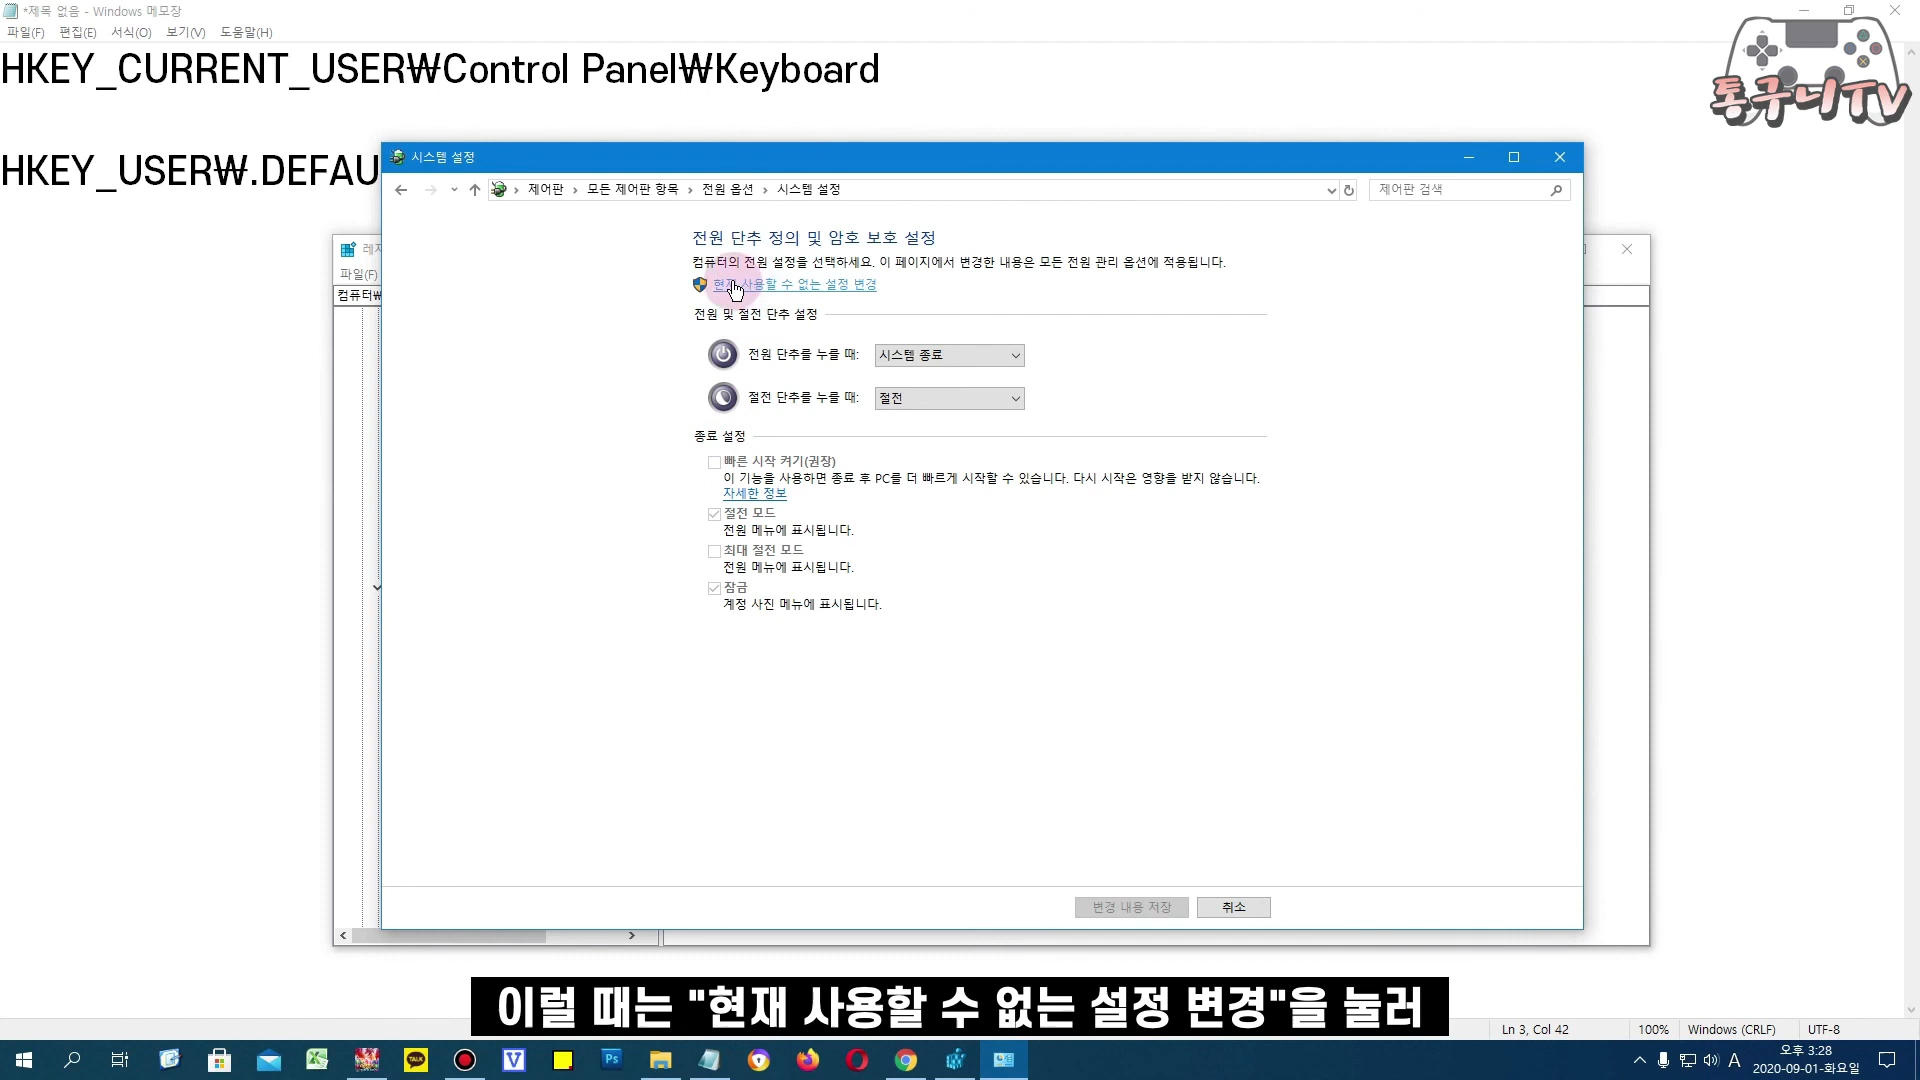 *제목 없음 - Windows 메모장
파일(F) 편집(E) 서식(O) 보기(V) 도움말(H)
HKEY_CURRENT_USER₩Control Panel₩Keyboard
통구니TV
HKEY_USER₩.DEFAU
시스템 설정
제어판 › 모든 제어판 항목 › 전원 옵션 › 시스템 설정
제어판 검색
파일(F)
컴퓨터₩
전원 단추 정의 및 암호 보호 설정
컴퓨터의 전원 설정을 선택하세요. 이 페이지에서 변경한 내용은 모든 전원 관리 옵션에 적용됩니다.
현재 사용할 수 없는 설정 변경
전원 및 절전 단추 설정
전원 단추를 누를 때: 시스템 종료
절전 단추를 누를 때: 절전
종료 설정
빠른 시작 켜기(권장)
이 기능을 사용하면 종료 후 PC를 더 빠르게 시작할 수 있습니다. 다시 시작은 영향을 받지 않습니다.
자세한 정보
절전 모드
전원 메뉴에 표시됩니다.
최대 절전 모드
전원 메뉴에 표시됩니다.
잠금
계정 사진 메뉴에 표시됩니다.
변경 내용 저장 취소
이럴 때는 "현재 사용할 수 없는 설정 변경"을 눌러
Ln 3, Col 42 100% Windows (CRLF) UTF-8
TALK
V
Ps
A
오후 3:28
2020-09-01-화요일